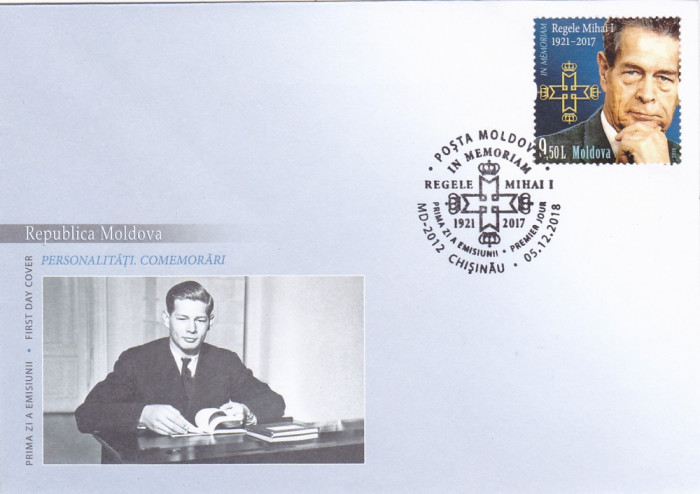 IN MEMORIAM
Regele Mihai I
1921-2017
9,50L Moldova
POȘTA MOLDOVEI
IN MEMORIAM
REGELE MIHAI I
1921 2017
PRIMA ZI A EMISIUNII • PREMIER JOUR
MD-2012 CHIȘINĂU • 05.12.2018
Republica Moldova
PERSONALITĂȚI. COMEMORĂRI
PRIMA ZI A EMISIUNII • FIRST DAY COVER